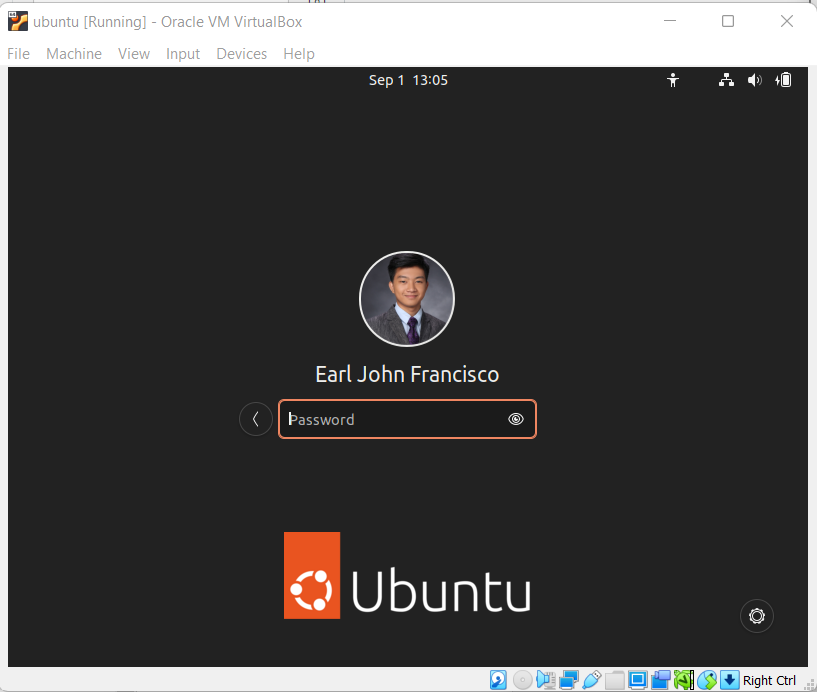 ubuntu [Running] - Oracle VM VirtualBox
File Machine View Input Devices Help
Sep 1 13:05
Earl John Francisco
Password
Ubuntu
Right Ctrl